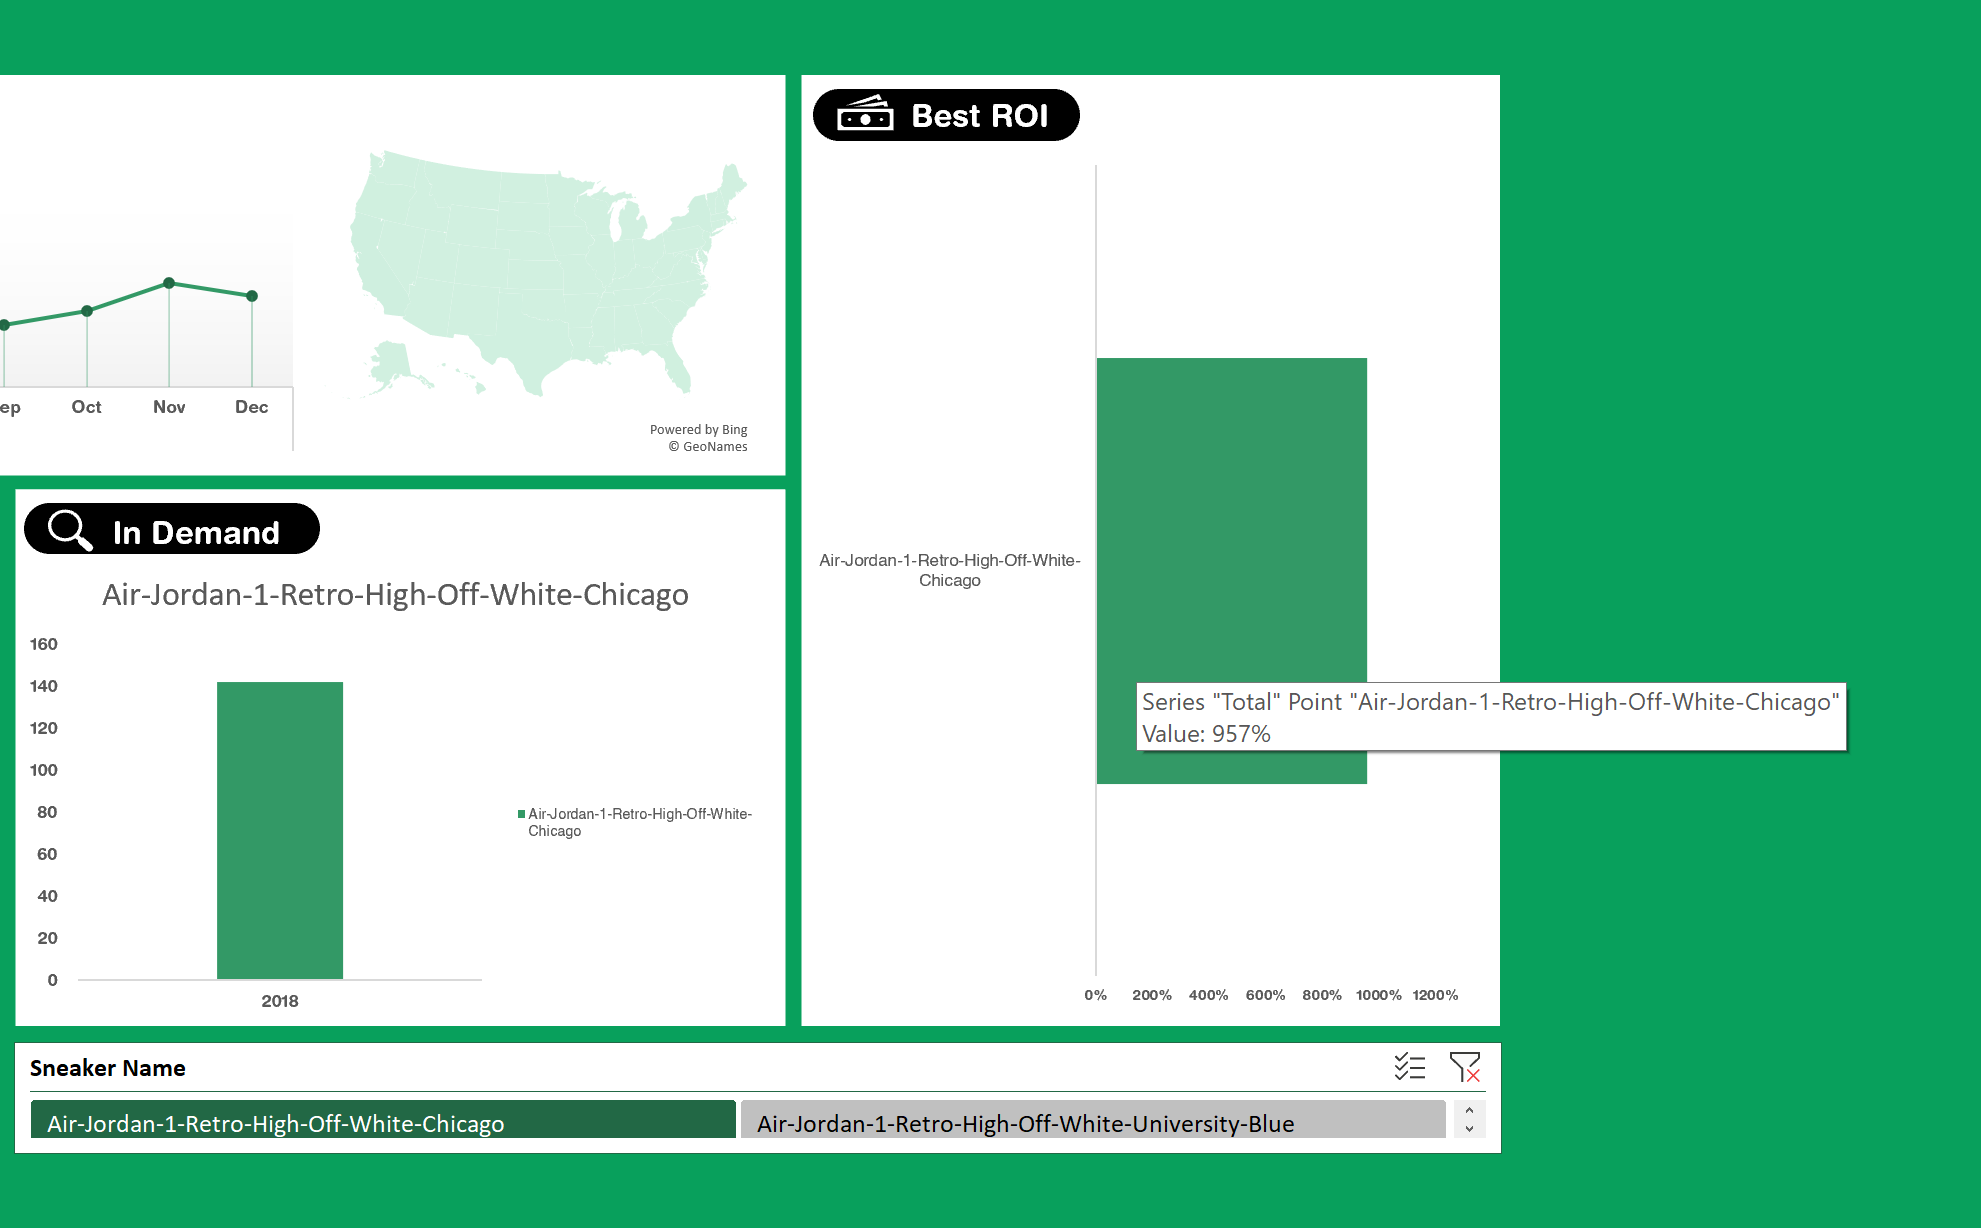 ep
Oct
Nov
Dec
Powered by Bing
© GeoNames
Best ROI
Air-Jordan-1-Retro-High-Off-White-
Chicago
Series "Total" Point "Air-Jordan-1-Retro-High-Off-White-Chicago"
Value: 957%
0%
200%
400%
600%
800%
1000%
1200%
In Demand
Air-Jordan-1-Retro-High-Off-White-Chicago
160
140
120
100
80
60
40
20
0
2018
Air-Jordan-1-Retro-High-Off-White-
Chicago
Sneaker Name
Air-Jordan-1-Retro-High-Off-White-Chicago
Air-Jordan-1-Retro-High-Off-White-University-Blue